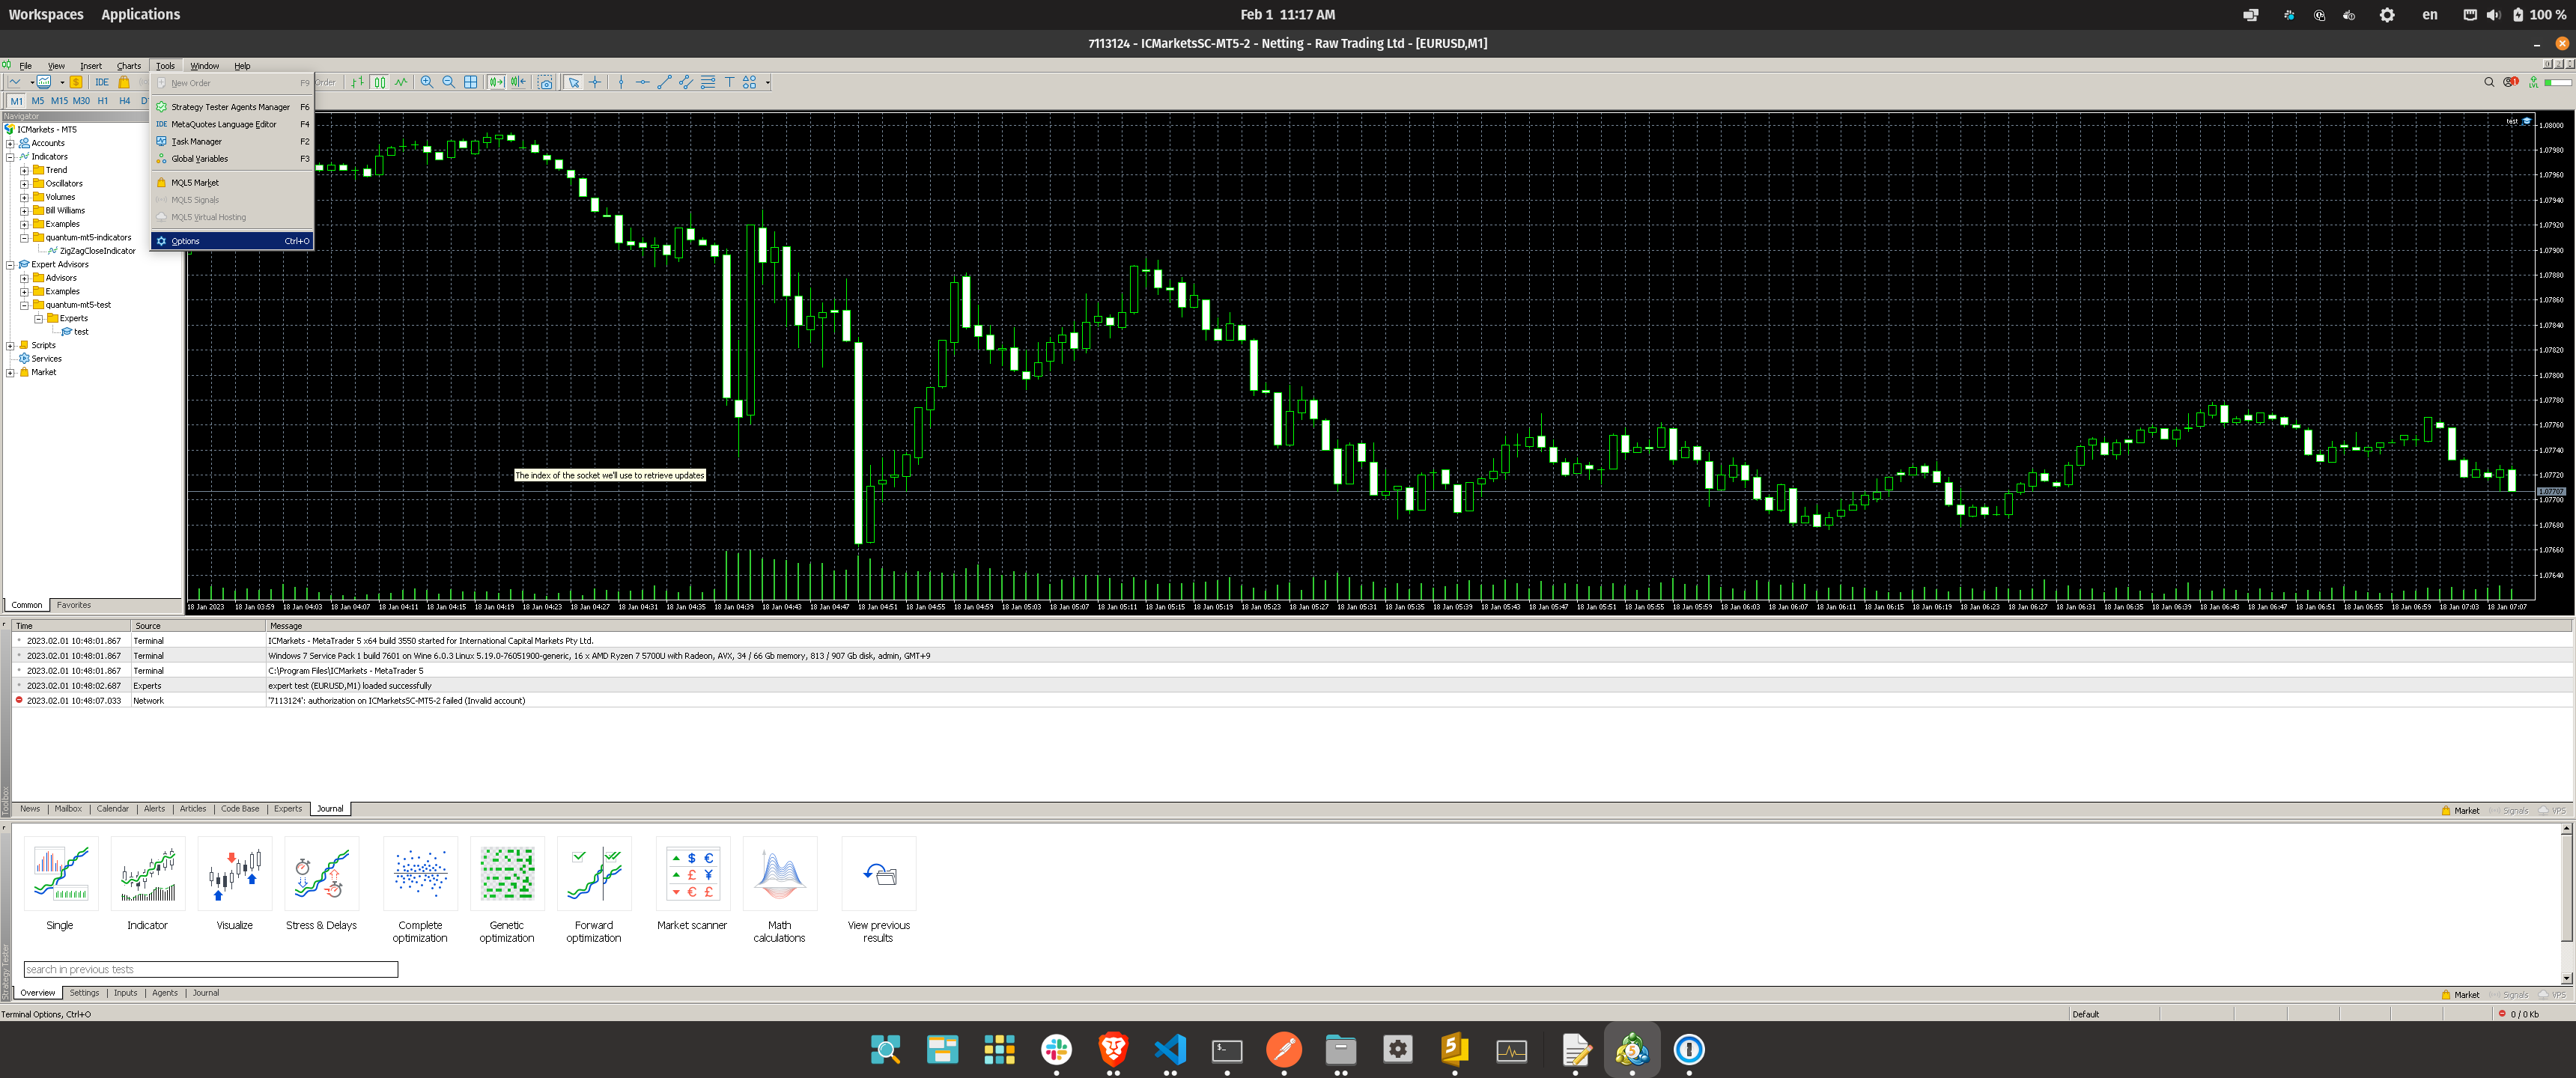 Workspaces Applications
Feb 1 11:17 AM
en
100 %
7113124 - ICMarketsSC-MT5-2 - Netting - Raw Trading Ltd - [EURUSD,M1]
File View Insert Charts Tools Window Help
IDE
M1 M5 M15 M30 H1 H4
New Order F9
Strategy Tester Agents Manager F6
IDE MetaQuotes Language Editor F4
Task Manager F2
Global Variables F3
MQL5 Market
MQL5 Signals
MQL5 Virtual Hosting
Options Ctrl+O
Navigator
ICMarkets - MT5
Accounts
Indicators
Trend
Oscillators
Volumes
Bill Williams
Examples
quantum-mt5-indicators
ZigZagCloseIndicator
Expert Advisors
Advisors
Examples
quantum-mt5-test
Experts
test
Scripts
Services
Market
Common Favorites
test
1.08000
1.07980
1.07960
1.07940
1.07920
1.07900
1.07880
1.07860
1.07840
1.07820
1.07800
1.07780
1.07760
1.07740
1.07720
1.07707
1.07700
1.07680
1.07660
1.07640
The index of the socket we'll use to retrieve updates
18 Jan 2023 18 Jan 03:59 18 Jan 04:03 18 Jan 04:07 18 Jan 04:11 18 Jan 04:15 18 Jan 04:19 18 Jan 04:23 18 Jan 04:27 18 Jan 04:31 18 Jan 04:35 18 Jan 04:39 18 Jan 04:43 18 Jan 04:47 18 Jan 04:51 18 Jan 04:55 18 Jan 04:59 18 Jan 05:03 18 Jan 05:07 18 Jan 05:11 18 Jan 05:15 18 Jan 05:19 18 Jan 05:23 18 Jan 05:27 18 Jan 05:31 18 Jan 05:35 18 Jan 05:39 18 Jan 05:43 18 Jan 05:47 18 Jan 05:51 18 Jan 05:55 18 Jan 05:59 18 Jan 06:03 18 Jan 06:07 18 Jan 06:11 18 Jan 06:15 18 Jan 06:19 18 Jan 06:23 18 Jan 06:27 18 Jan 06:31 18 Jan 06:35 18 Jan 06:39 18 Jan 06:43 18 Jan 06:47 18 Jan 06:51 18 Jan 06:55 18 Jan 06:59 18 Jan 07:03 18 Jan 07:07
Time Source Message
2023.02.01 10:48:01.867 Terminal ICMarkets - MetaTrader 5 x64 build 3550 started for International Capital Markets Pty Ltd.
2023.02.01 10:48:01.867 Terminal Windows 7 Service Pack 1 build 7601 on Wine 6.0.3 Linux 5.19.0-76051900-generic, 16 x AMD Ryzen 7 5700U with Radeon, AVX, 34 / 66 Gb memory, 813 / 907 Gb disk, admin, GMT+9
2023.02.01 10:48:01.867 Terminal C:\Program Files\ICMarkets - MetaTrader 5
2023.02.01 10:48:02.687 Experts expert test (EURUSD,M1) loaded successfully
2023.02.01 10:48:07.033 Network '7113124': authorization on ICMarketsSC-MT5-2 failed (Invalid account)
Toolbox
News Mailbox Calendar Alerts Articles Code Base Experts Journal
Market Signals VPS
Single
Indicator
Visualize
Stress & Delays
Complete optimization
Genetic optimization
Forward optimization
Market scanner
Math calculations
View previous results
search in previous tests
Strategy Tester
Overview Settings Inputs Agents Journal
Market Signals VPS
Terminal Options, Ctrl+O
Default
0 / 0 Kb